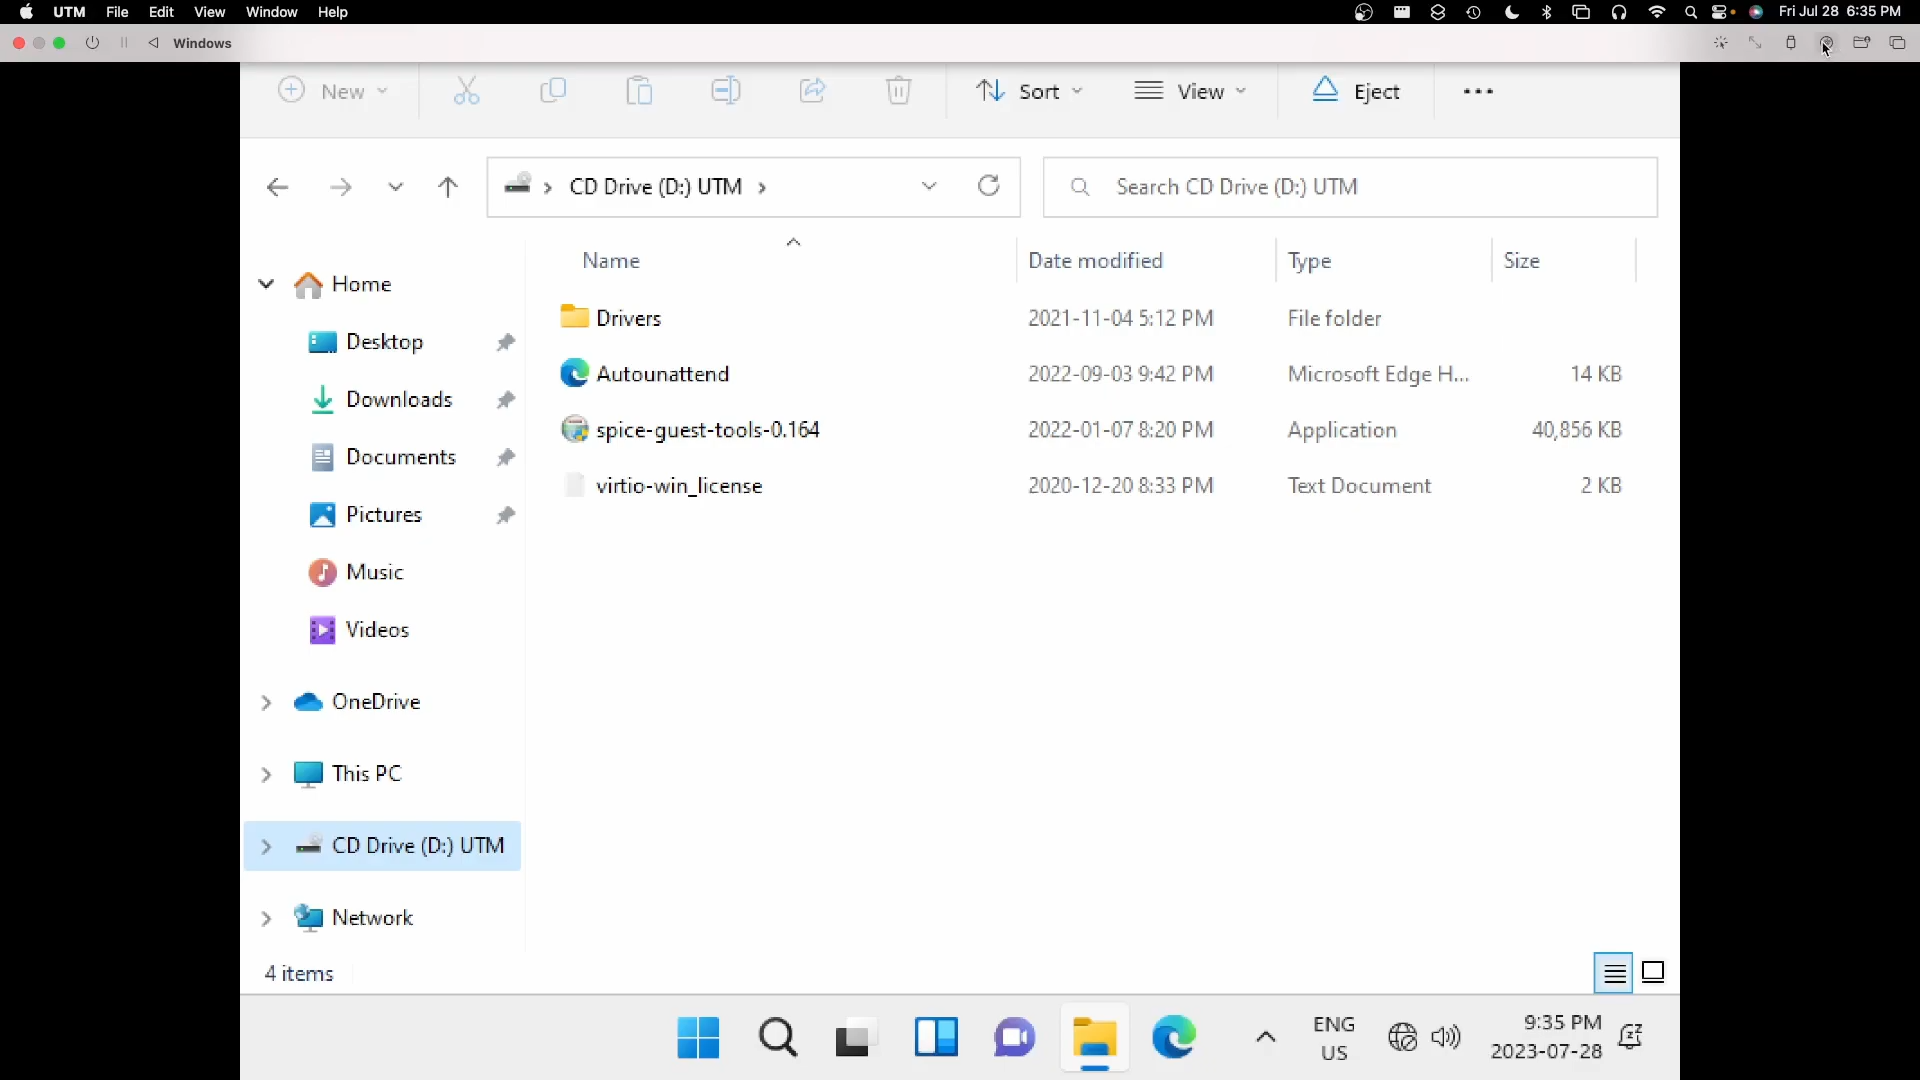 UTM File Edit View Window Help Fri Jul 28 6:35 PM
Windows
New Sort View Eject
CD Drive (D:) UTM Search CD Drive (D:) UTM
Name Date modified Type Size
Home
Drivers 2021-11-04 5:12 PM File folder
Desktop
Autounattend 2022-09-03 9:42 PM Microsoft Edge H... 14 KB
Downloads
spice-guest-tools-0.164 2022-01-07 8:20 PM Application 40,856 KB
Documents
virtio-win_license 2020-12-20 8:33 PM Text Document 2 KB
Pictures
Music
Videos
OneDrive
This PC
CD Drive (D:) UTM
Network
4 items
ENG 9:35 PM
US 2023-07-28